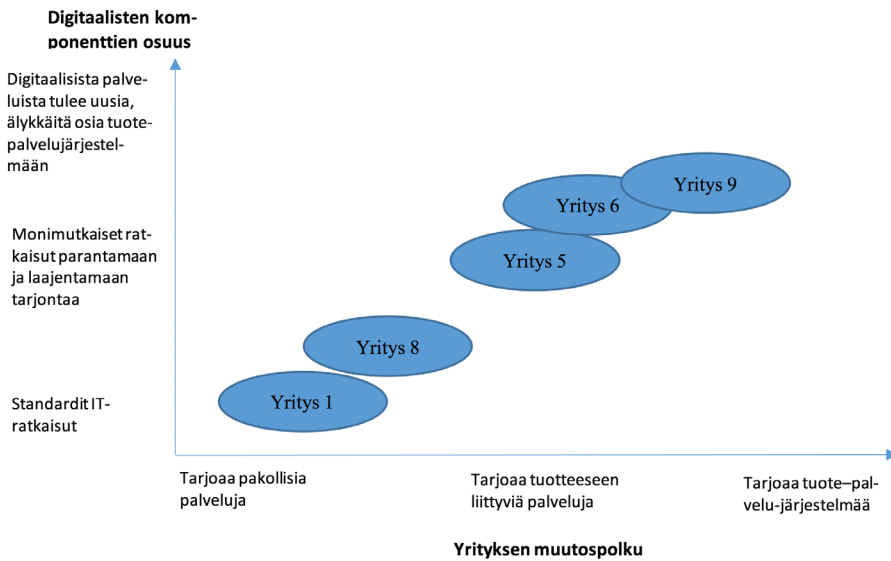 Digitaalisten kom-
ponenttien osuus
Digitaalisista palve-
luista tulee uusia,
älykkäitä osia tuote-
palvelujärjestel-
mään
Monimutkaiset rat-
kaisut parantamaan
ja laajentamaan
tarjontaa
Standardit IT-
ratkaisut
Yritys 9
Yritys 6
Yritys 5
Yritys 8
Yritys 1
Tarjoaa pakollisia
palveluja
Tarjoaa tuotteeseen
liittyviä palveluja
Tarjoaa tuote–pal-
velu-järjestelmää
Yrityksen muutospolku